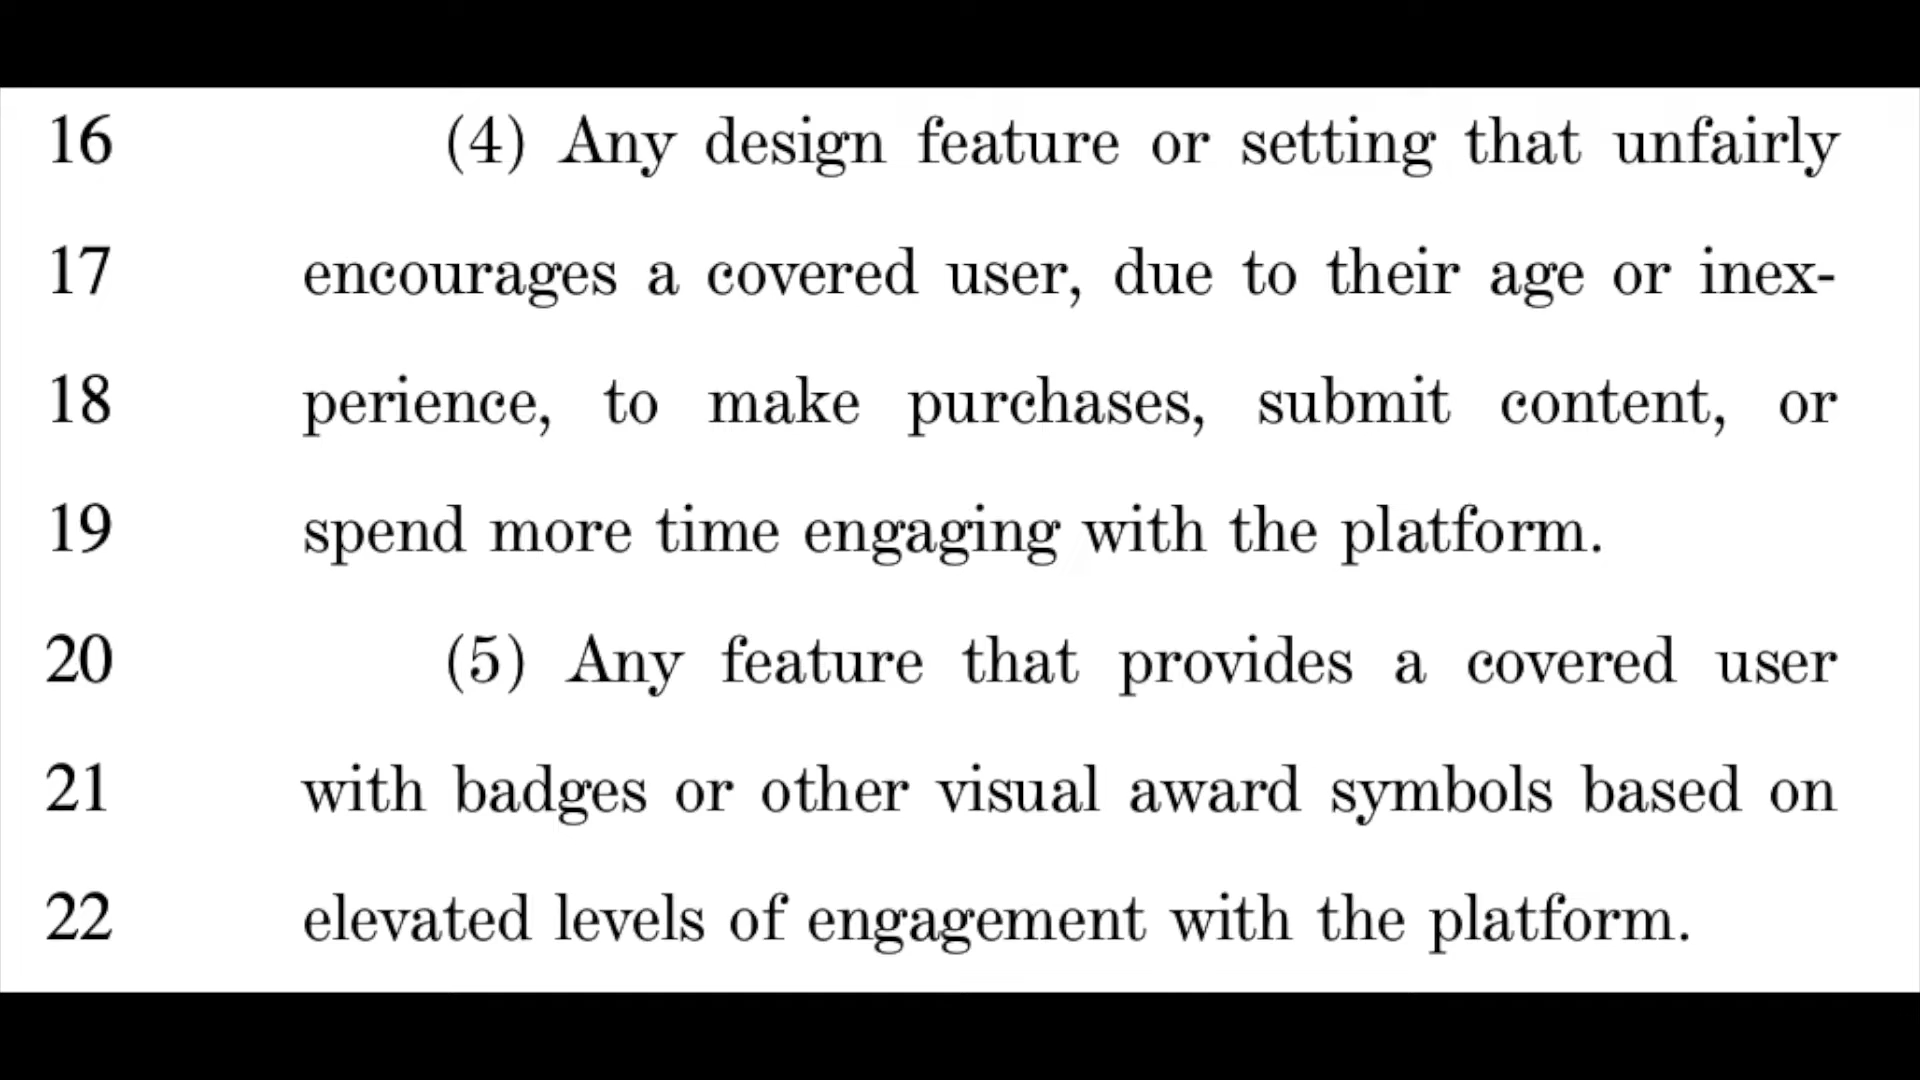 16 (4) Any design feature or setting that unfairly
17 encourages a covered user, due to their age or inex-
18 perience, to make purchases, submit content, or
19 spend more time engaging with the platform.
20 (5) Any feature that provides a covered user
21 with badges or other visual award symbols based on
22 elevated levels of engagement with the platform.